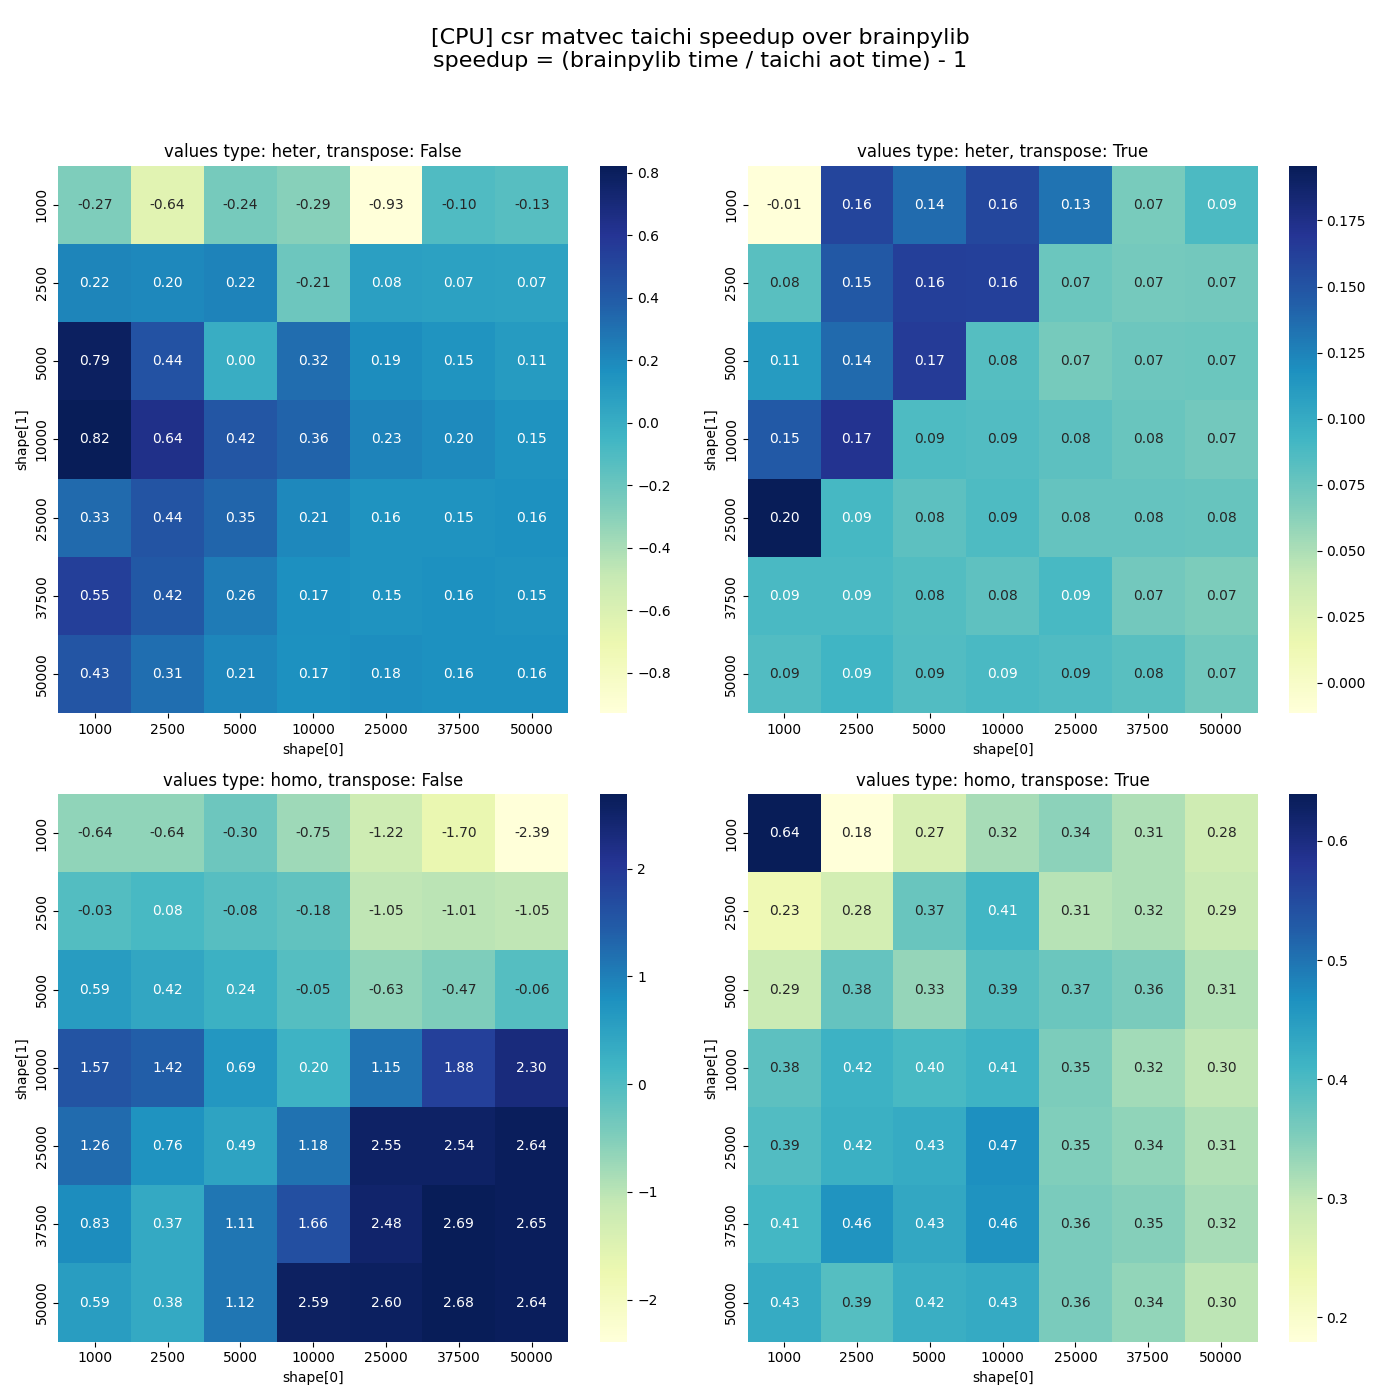 [CPU] csr matvec taichi speedup over brainpylib
speedup = (brainpylib time / taichi aot time) - 1
values type: heter, transpose: False
shape[1]
1000 -0.27 -0.64 -0.24 -0.29 -0.93 -0.10 -0.13
2500 0.22 0.20 0.22 -0.21 0.08 0.07 0.07
5000 0.79 0.44 0.00 0.32 0.19 0.15 0.11
10000 0.82 0.64 0.42 0.36 0.23 0.20 0.15
25000 0.33 0.44 0.35 0.21 0.16 0.15 0.16
37500 0.55 0.42 0.26 0.17 0.15 0.16 0.15
50000 0.43 0.31 0.21 0.17 0.18 0.16 0.16
1000 2500 5000 10000 25000 37500 50000
shape[0]
0.8
0.6
0.4
0.2
0.0
−0.2
−0.4
−0.6
−0.8
values type: heter, transpose: True
shape[1]
1000 -0.01 0.16 0.14 0.16 0.13 0.07 0.09
2500 0.08 0.15 0.16 0.16 0.07 0.07 0.07
5000 0.11 0.14 0.17 0.08 0.07 0.07 0.07
10000 0.15 0.17 0.09 0.09 0.08 0.08 0.07
25000 0.20 0.09 0.08 0.09 0.08 0.08 0.08
37500 0.09 0.09 0.08 0.08 0.09 0.07 0.07
50000 0.09 0.09 0.09 0.09 0.09 0.08 0.07
1000 2500 5000 10000 25000 37500 50000
shape[0]
0.175
0.150
0.125
0.100
0.075
0.050
0.025
0.000
values type: homo, transpose: False
shape[1]
1000 -0.64 -0.64 -0.30 -0.75 -1.22 -1.70 -2.39
2500 -0.03 0.08 -0.08 -0.18 -1.05 -1.01 -1.05
5000 0.59 0.42 0.24 -0.05 -0.63 -0.47 -0.06
10000 1.57 1.42 0.69 0.20 1.15 1.88 2.30
25000 1.26 0.76 0.49 1.18 2.55 2.54 2.64
37500 0.83 0.37 1.11 1.66 2.48 2.69 2.65
50000 0.59 0.38 1.12 2.59 2.60 2.68 2.64
1000 2500 5000 10000 25000 37500 50000
shape[0]
2
1
0
−1
−2
values type: homo, transpose: True
shape[1]
1000 0.64 0.18 0.27 0.32 0.34 0.31 0.28
2500 0.23 0.28 0.37 0.41 0.31 0.32 0.29
5000 0.29 0.38 0.33 0.39 0.37 0.36 0.31
10000 0.38 0.42 0.40 0.41 0.35 0.32 0.30
25000 0.39 0.42 0.43 0.47 0.35 0.34 0.31
37500 0.41 0.46 0.43 0.46 0.36 0.35 0.32
50000 0.43 0.39 0.42 0.43 0.36 0.34 0.30
1000 2500 5000 10000 25000 37500 50000
shape[0]
0.6
0.5
0.4
0.3
0.2